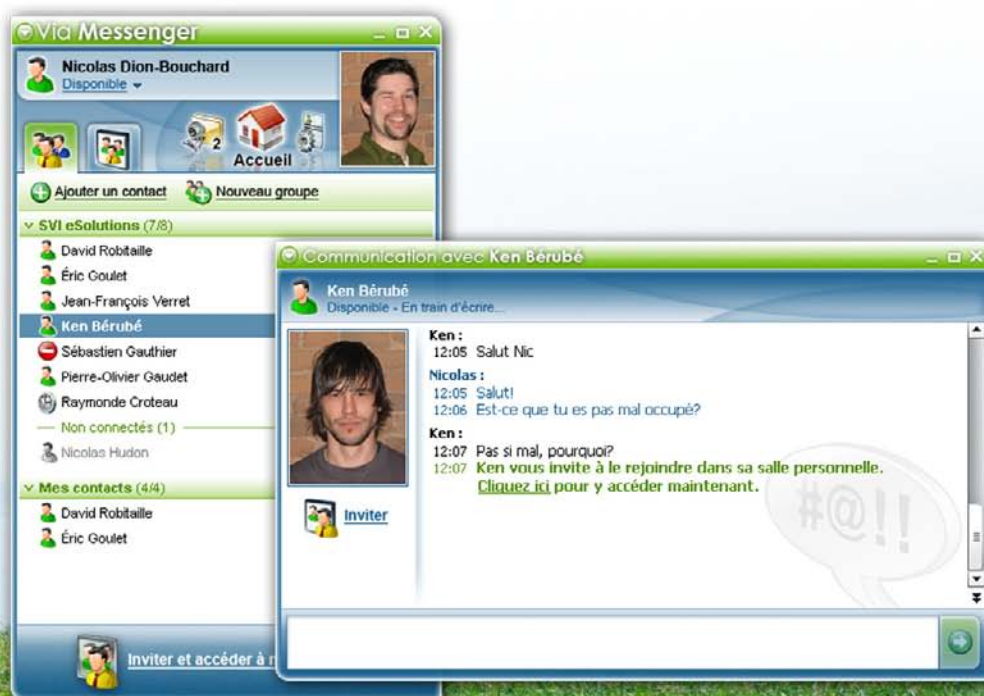 Via Messenger
Nicolas Dion-Bouchard
Disponible
2
Accueil
Ajouter un contact Nouveau groupe
SVI eSolutions (7/8)
David Robitaille
Éric Goulet
Jean-François Verret
Ken Bérubé
Sébastien Gauthier
Pierre-Olivier Gaudet
Raymonde Croteau
Non connectés (1)
Nicolas Hudon
Mes contacts (4/4)
David Robitaille
Éric Goulet
Inviter et accéder à
Communication avec Ken Bérubé
Ken Bérubé
Disponible - En train d'écrire...
Ken :
12:05 Salut Nic
Nicolas :
12:05 Salut!
12:06 Est-ce que tu es pas mal occupé?
Ken :
12:07 Pas si mal, pourquoi?
12:07 Ken vous invite à le rejoindre dans sa salle personnelle.
Cliquez ici pour y accéder maintenant.
Inviter
#@!!